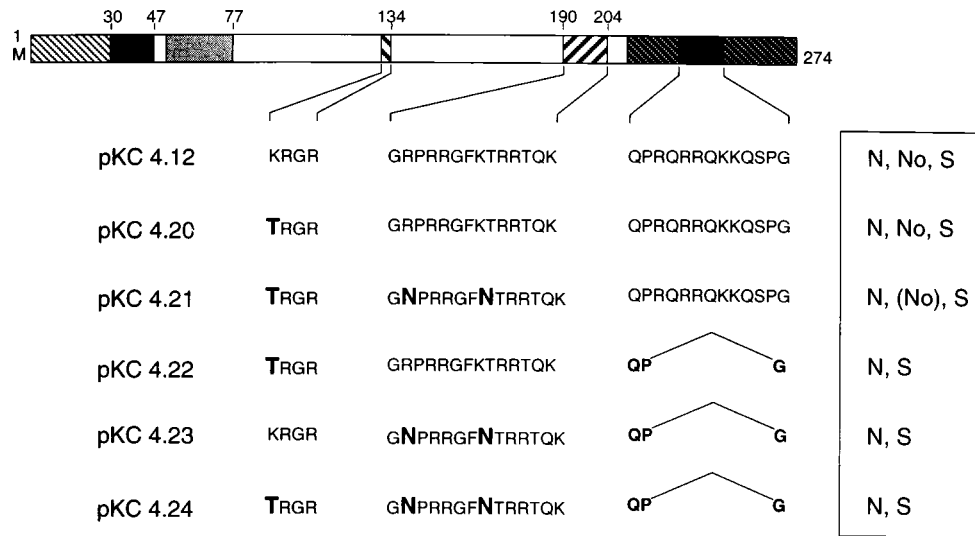 30 47 77 134 190 204
1
M
274
pKC 4.12 KRGR GRPRRGFKTRRTQK QPRQRRQKKQSPG N, No, S
pKC 4.20 TRGR GRPRRGFKTRRTQK QPRQRRQKKQSPG N, No, S
pKC 4.21 TRGR GNPRRGFNTRRTQK QPRQRRQKKQSPG N, (No), S
pKC 4.22 TRGR GRPRRGFKTRRTQK QP G N, S
pKC 4.23 KRGR GNPRRGFNTRRTQK QP G N, S
pKC 4.24 TRGR GNPRRGFNTRRTQK QP G N, S